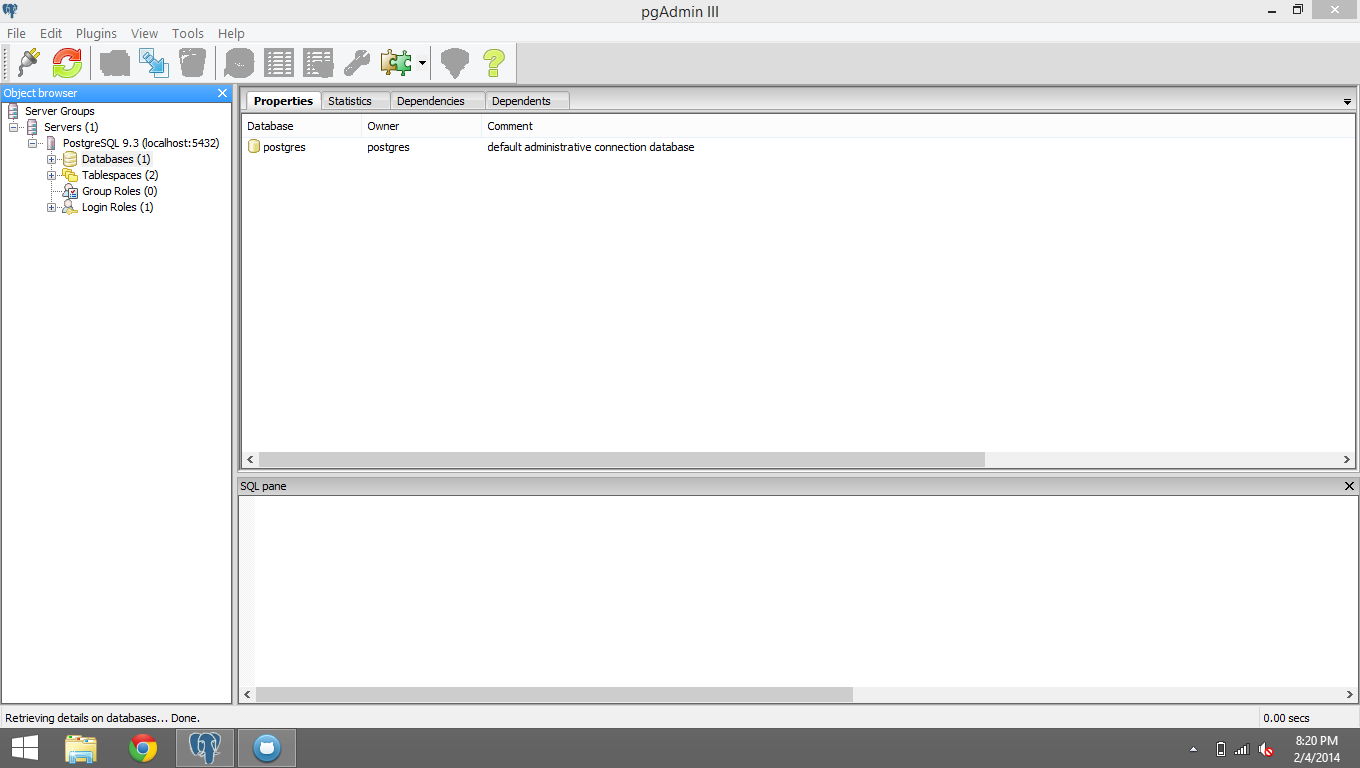 pgAdmin III
File Edit Plugins View Tools Help
Object browser
Server Groups
Servers (1)
PostgreSQL 9.3 (localhost:5432)
Databases (1)
Tablespaces (2)
Group Roles (0)
Login Roles (1)
Properties Statistics Dependencies Dependents
Database Owner Comment
postgres postgres default administrative connection database
SQL pane
Retrieving details on databases... Done. 0.00 secs
8:20 PM
2/4/2014